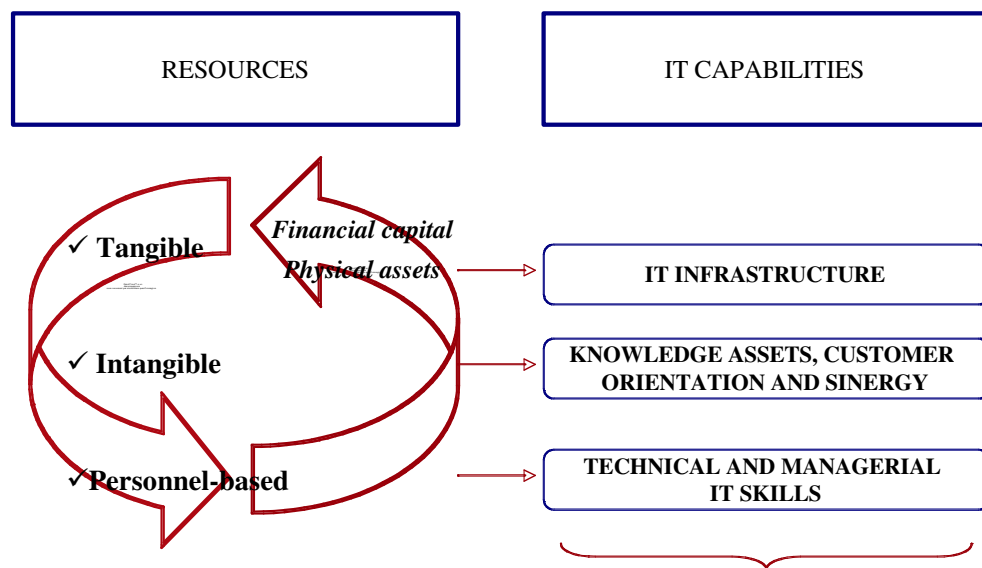 RESOURCES
IT CAPABILITIES
Financial capital
✓ Tangible
Physical assets
IT INFRASTRUCTURE
✓ Intangible
KNOWLEDGE ASSETS, CUSTOMER
ORIENTATION AND SINERGY
✓Personnel-based
TECHNICAL AND MANAGERIAL
IT SKILLS